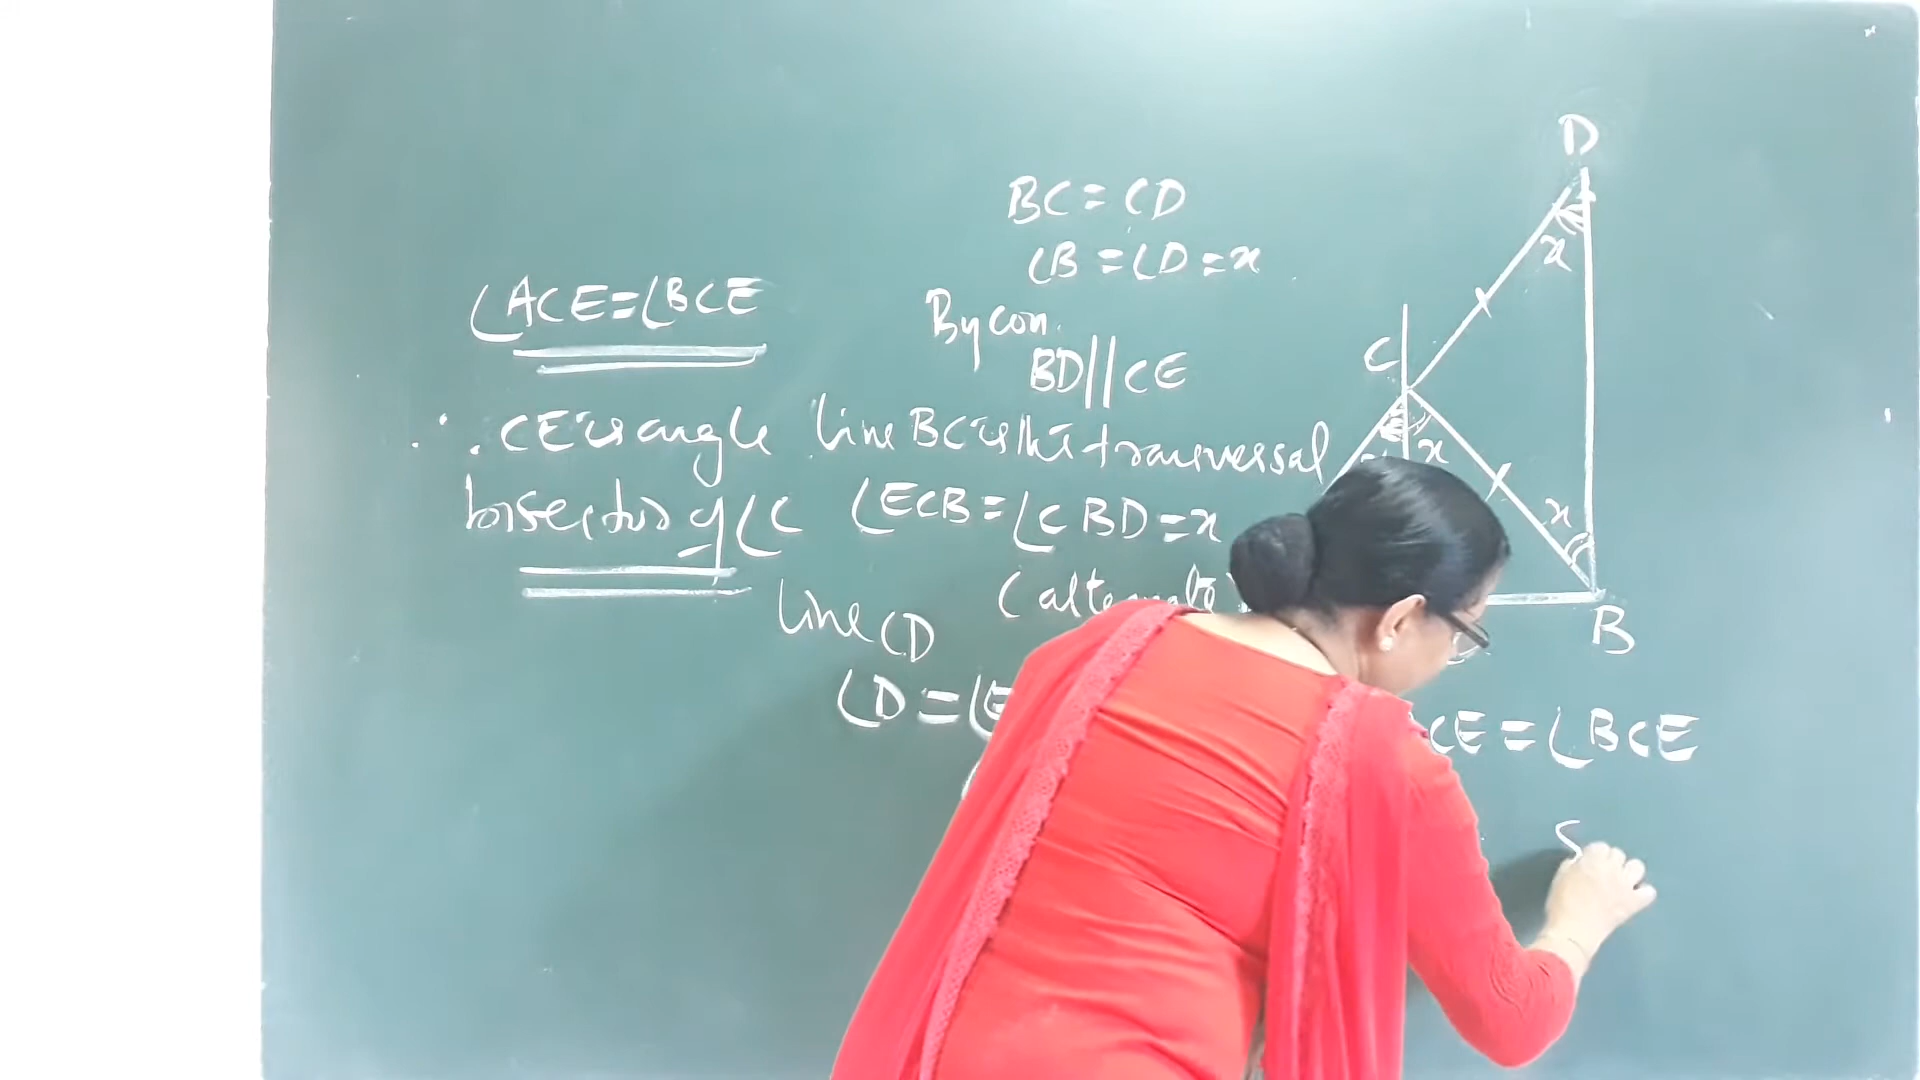 ∠ACE = ∠BCE
∴ CE is angle
bisector of ∠C
BC = CD
∠B = ∠D = x
By con.
BD || CE
line BC is the transversal
∠ECB = ∠CBD = x
(alternate
line CD
∠D = ∠E
D
x
C
x
x
B
CE = ∠BCE
S